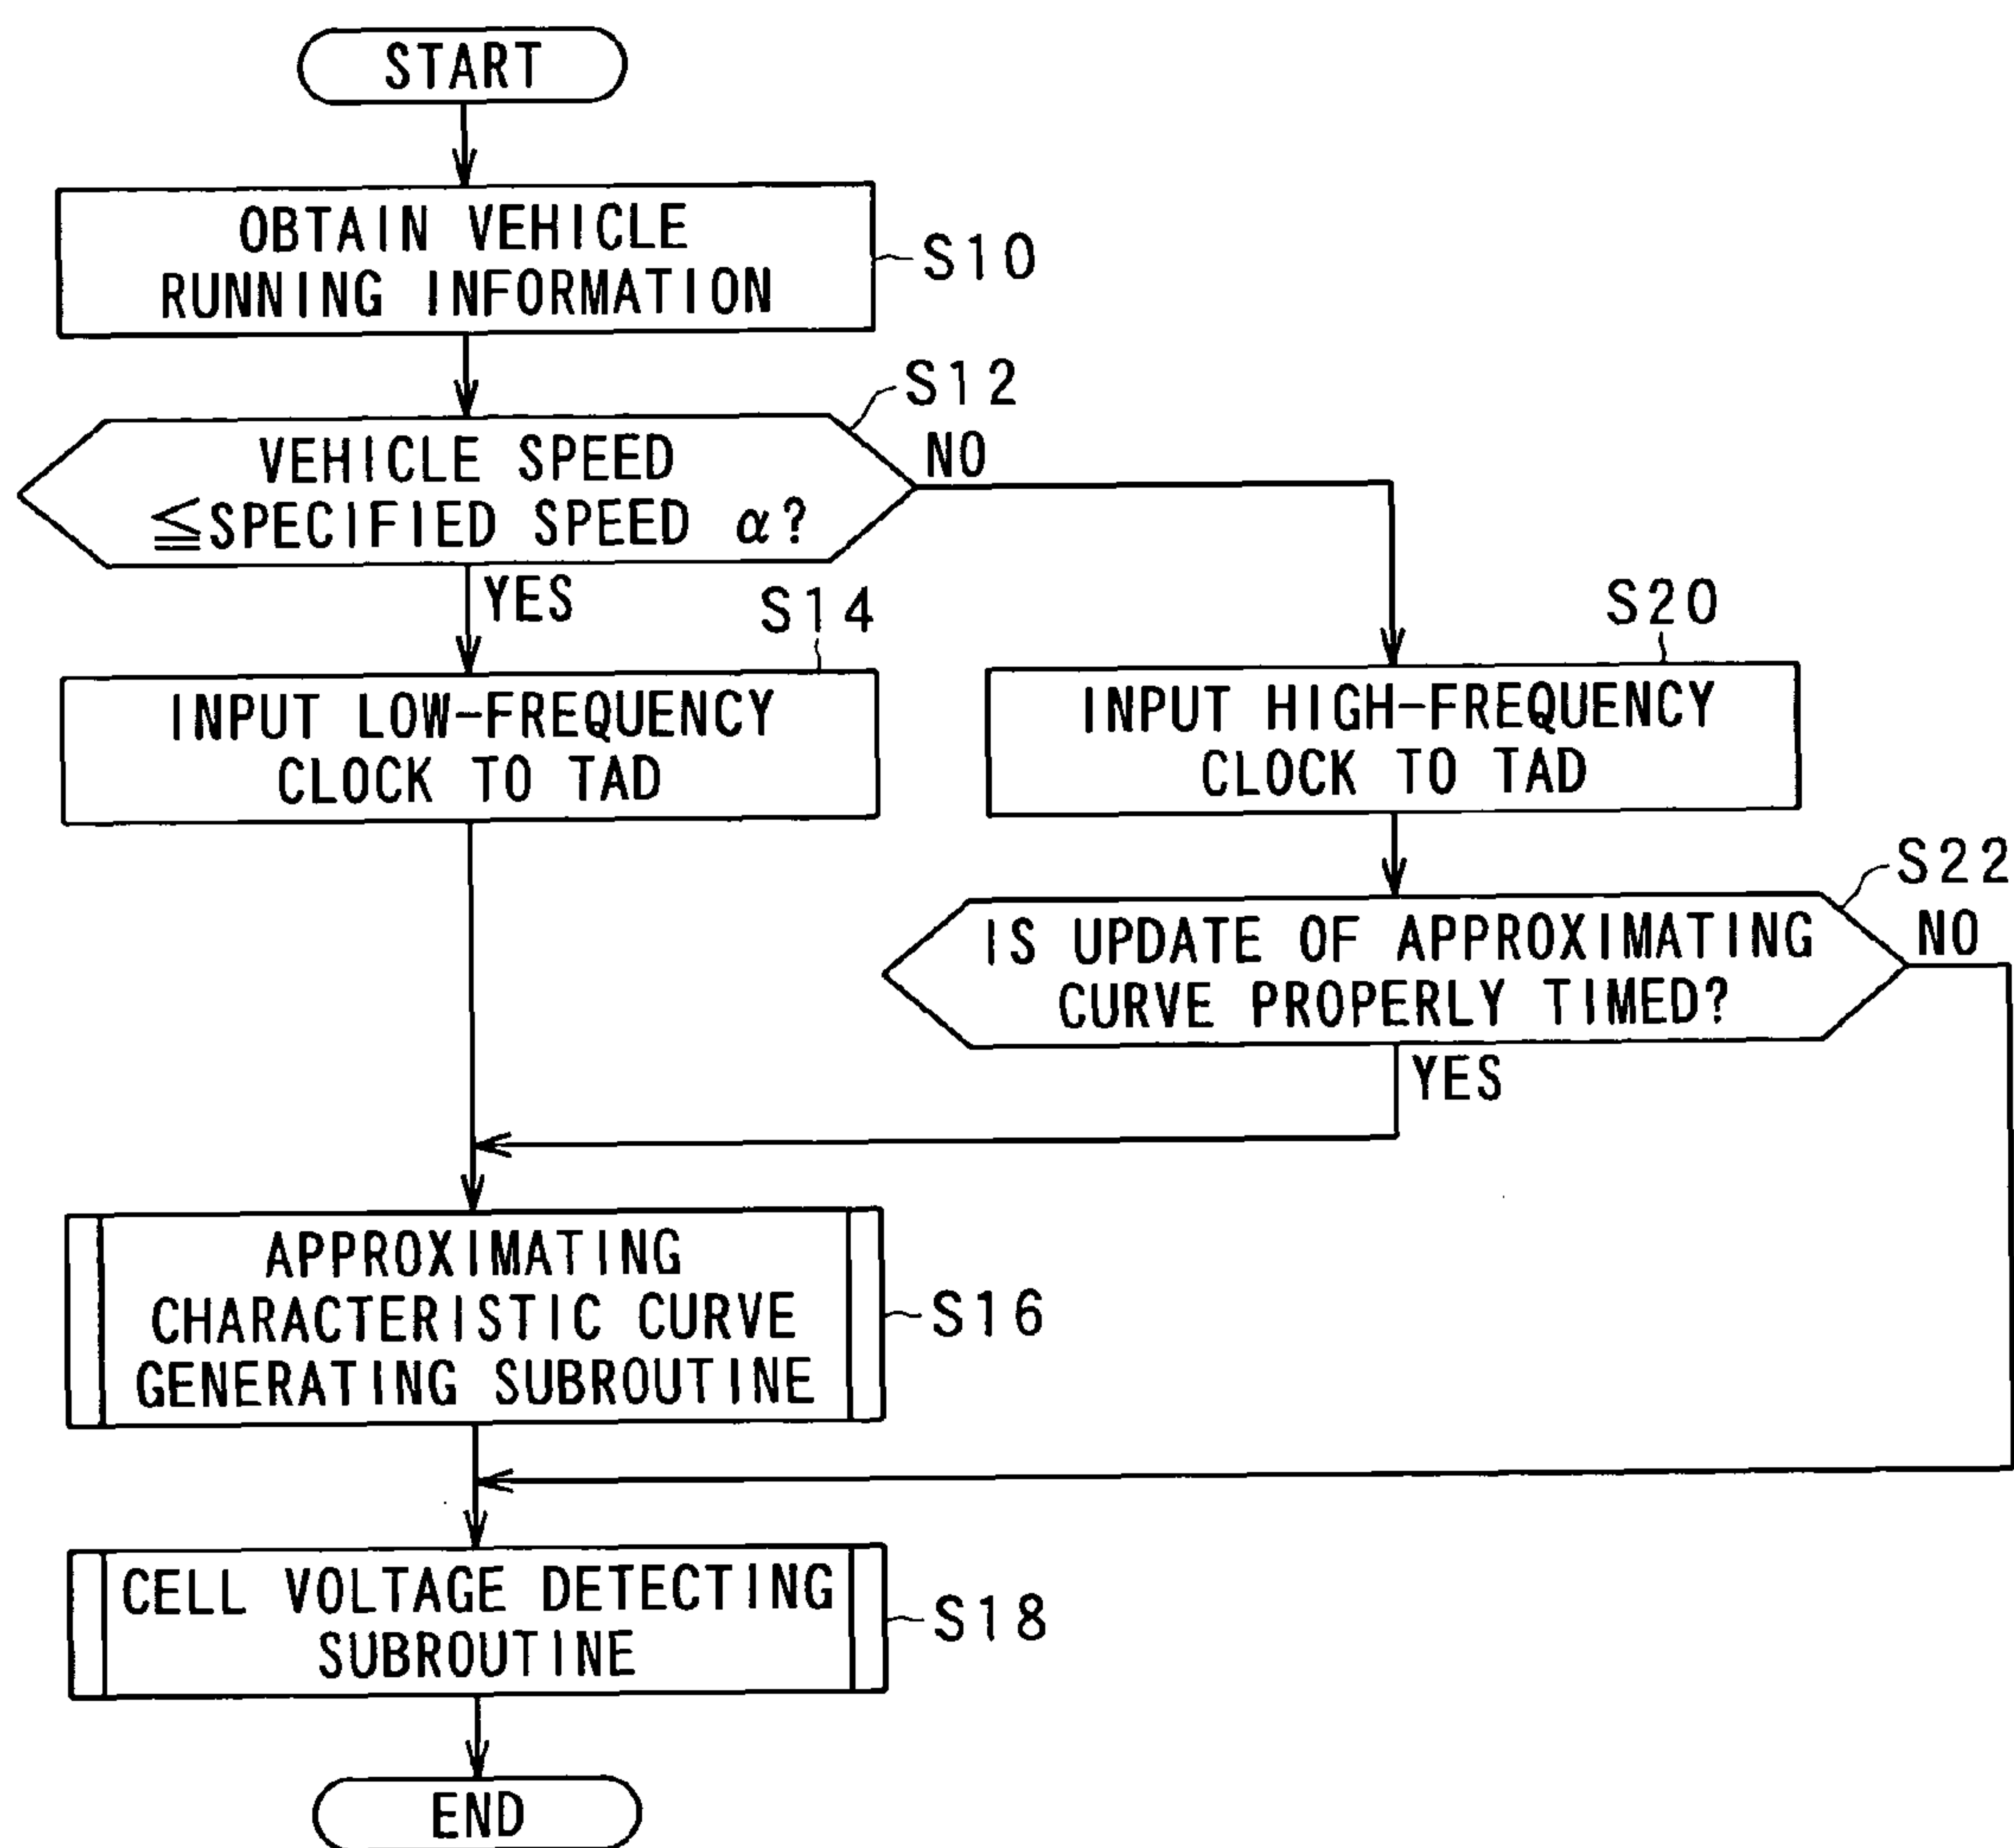 START
OBTAIN VEHICLE
RUNNING INFORMATION
S10
S12
VEHICLE SPEED
≦SPECIFIED SPEED α?
NO
YES
S14
INPUT LOW-FREQUENCY
CLOCK TO TAD
S20
INPUT HIGH-FREQUENCY
CLOCK TO TAD
S22
IS UPDATE OF APPROXIMATING
CURVE PROPERLY TIMED?
NO
YES
APPROXIMATING
CHARACTERISTIC CURVE
GENERATING SUBROUTINE
S16
CELL VOLTAGE DETECTING
SUBROUTINE
S18
END